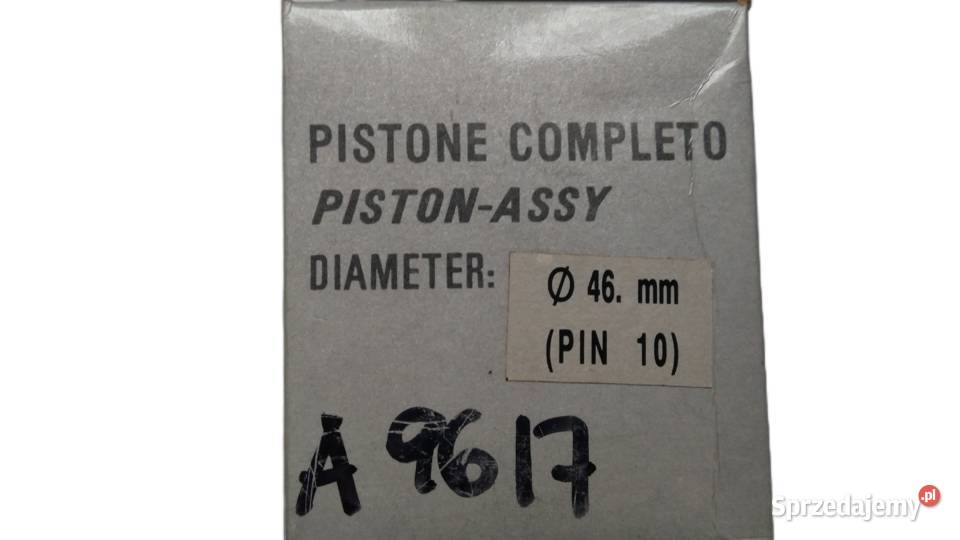 PISTONE COMPLETO
PISTON-ASSY
DIAMETER:
Ø 46. mm
(PIN 10)
A 9617
Sprzedajemy.pl